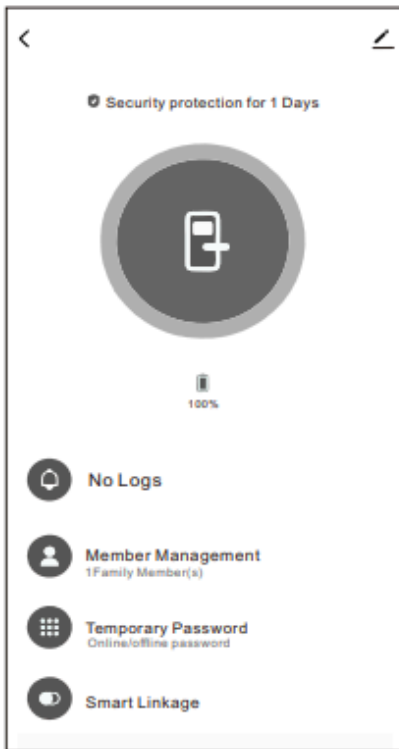 Security protection for 1 Days
100%
No Logs
Member Management
1Family Member(s)
Temporary Password
Online/offline password
Smart Linkage